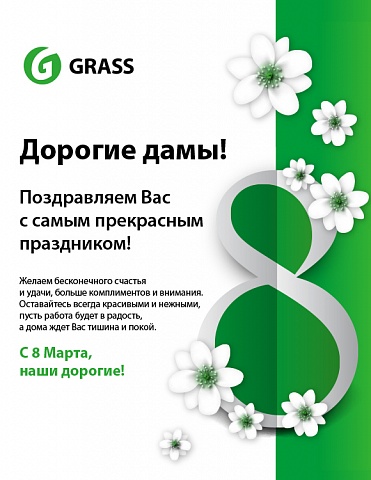 GRASS
Дорогие дамы!
Поздравляем Вас
с самым прекрасным
праздником!
Желаем бесконечного счастья
и удачи, больше комплиментов и внимания.
Оставайтесь всегда красивыми и нежными,
пусть работа будет в радость,
а дома ждет Вас тишина и покой.
С 8 Марта,
наши дорогие!
8